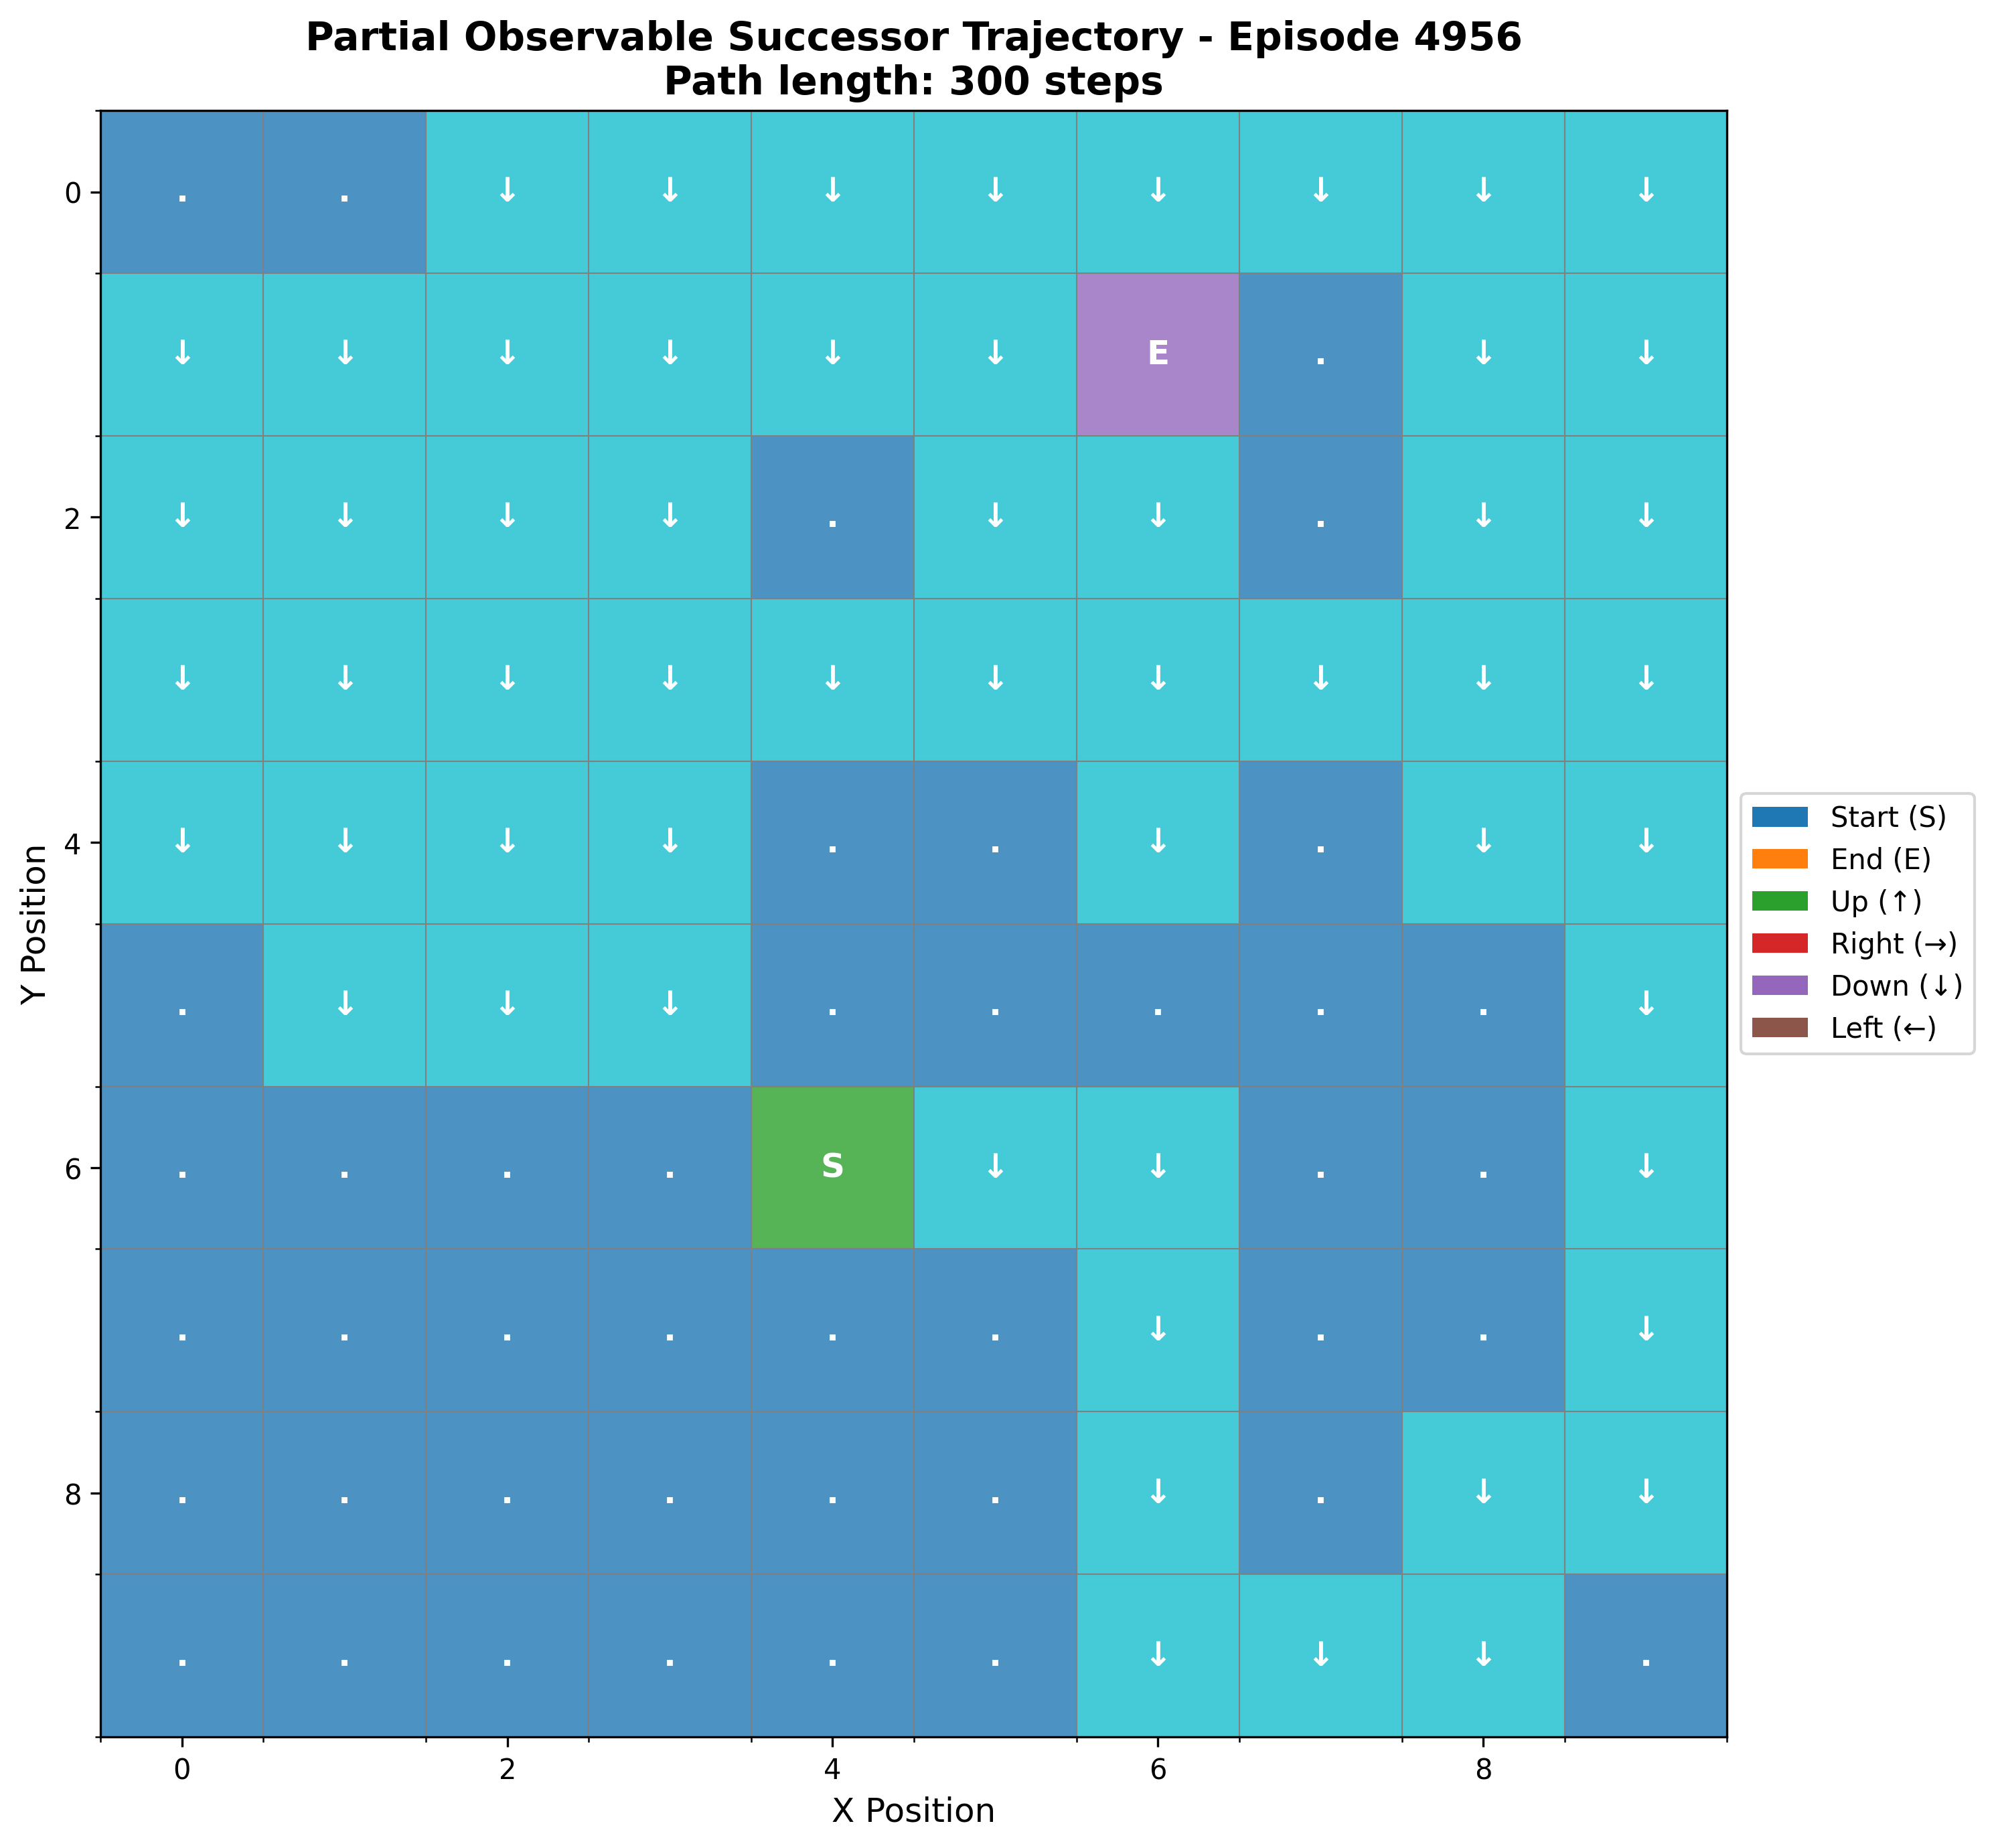 Partial Observable Successor Trajectory - Episode 4956
Path length: 300 steps
0 . . ↓ ↓ ↓ ↓ ↓ ↓ ↓ ↓
↓ ↓ ↓ ↓ ↓ ↓ E . ↓ ↓
2 ↓ ↓ ↓ ↓ . ↓ ↓ . ↓ ↓
↓ ↓ ↓ ↓ ↓ ↓ ↓ ↓ ↓ ↓
4 ↓ ↓ ↓ ↓ . . ↓ . ↓ ↓
. ↓ ↓ ↓ . . . . . ↓
6 . . . . S ↓ ↓ . . ↓
. . . . . . ↓ . . ↓
8 . . . . . . ↓ . ↓ ↓
. . . . . . ↓ ↓ ↓ .
0 2 4 6 8
X Position
Y Position
Start (S)
End (E)
Up (↑)
Right (→)
Down (↓)
Left (←)